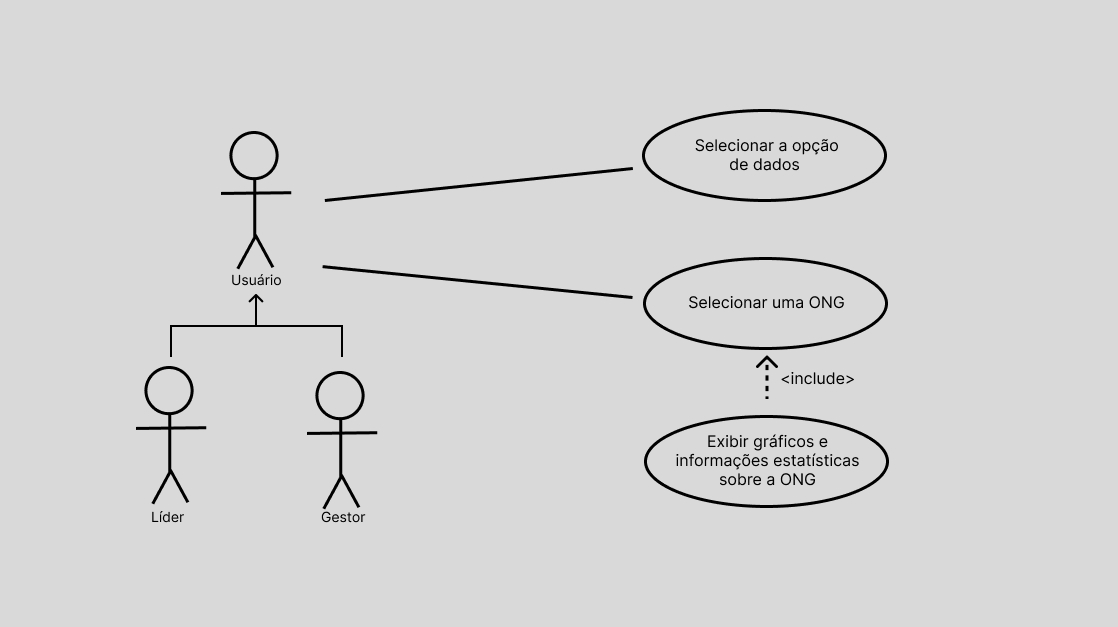 Selecionar a opção
de dados
Usuário
Selecionar uma ONG
<include>
Exibir gráficos e
informações estatísticas
sobre a ONG
Líder
Gestor